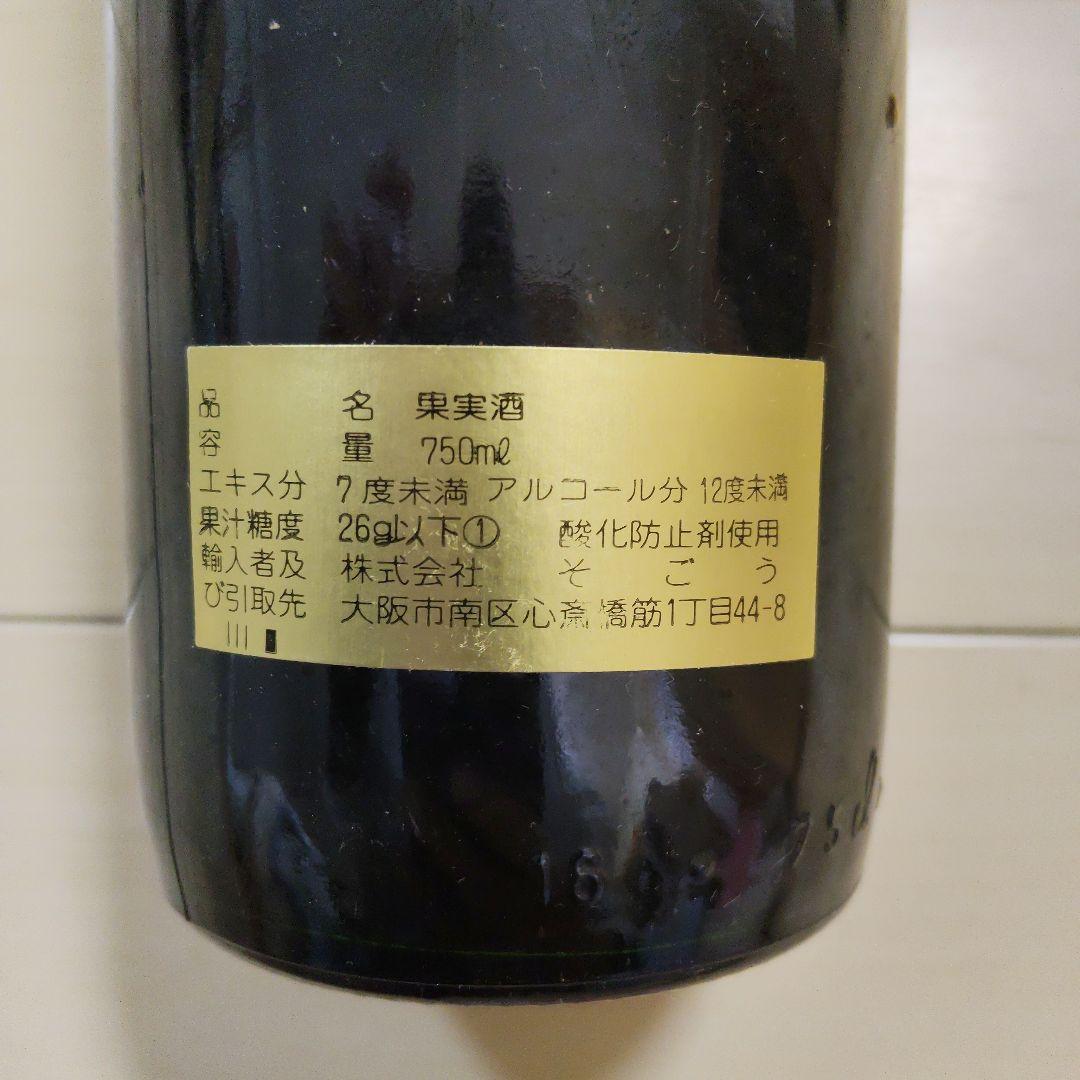 品 名 果実酒
容 量 750ml
エキス分 7度未満 アルコール分 12度未満
果汁糖度 26g以下① 酸化防止剤使用
輸入者及 株式会社 そごう
び引取先 大阪市南区心斎橋筋1丁目44-8
111